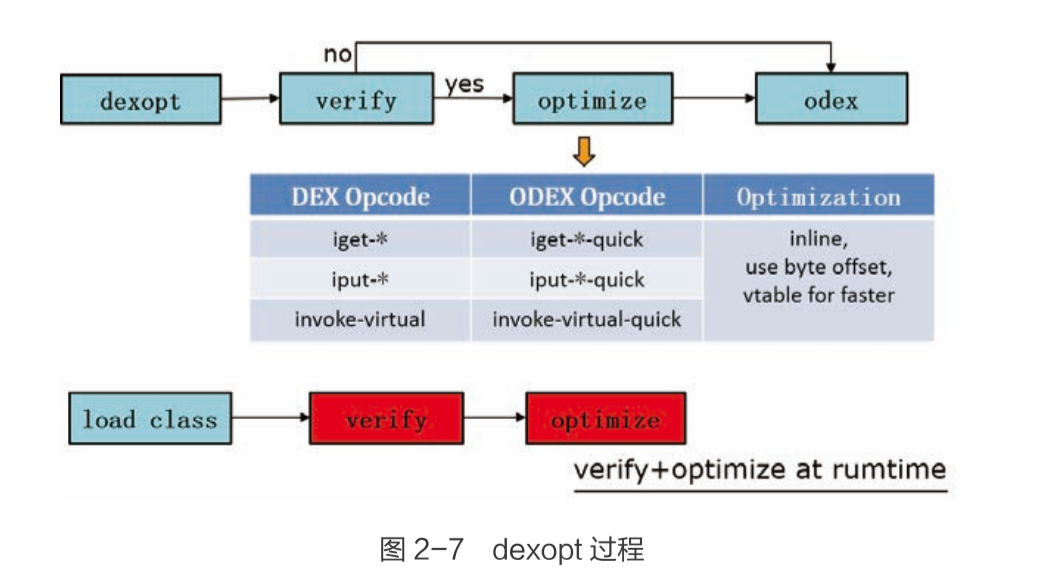 no
dexopt
verify
yes
optimize
odex
DEX Opcode
ODEX Opcode
Optimization
iget-*
iget-*-quick
inline,
use byte offset,
vtable for faster
iput-*
iput-*-quick
invoke-virtual
invoke-virtual-quick
load class
verify
optimize
verify+optimize at rumtime
图 2-7 dexopt 过程